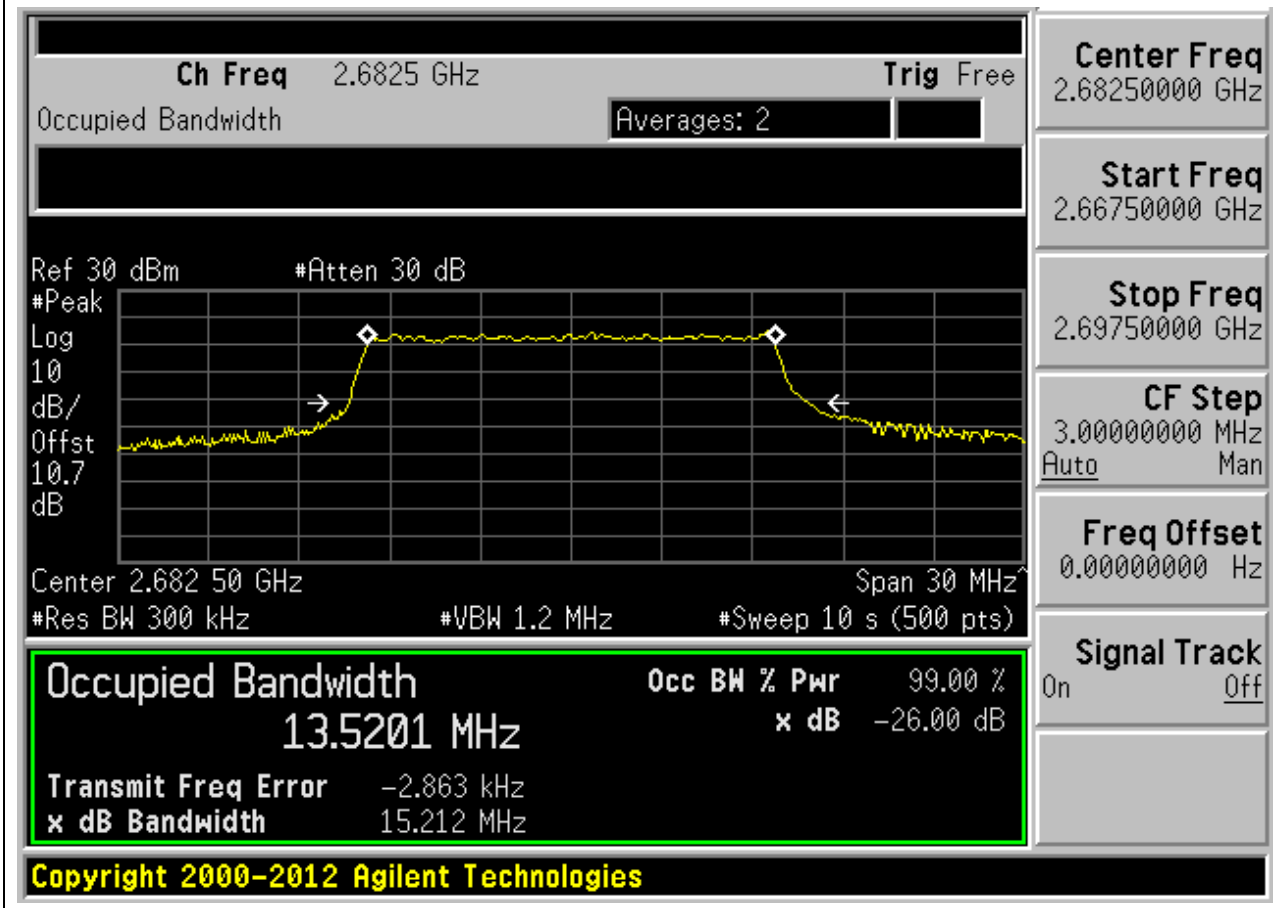 Ch Freq 2.6825 GHz Trig Free
Occupied Bandwidth Averages: 2
Ref 30 dBm #Atten 30 dB
#Peak
Log
10
dB/
Offst
10.7
dB
Center 2.682 50 GHz Span 30 MHz^
#Res BW 300 kHz #VBW 1.2 MHz #Sweep 10 s (500 pts)
Occupied Bandwidth Occ BW % Pwr 99.00 %
13.5201 MHz x dB -26.00 dB
Transmit Freq Error -2.863 kHz
x dB Bandwidth 15.212 MHz
Copyright 2000-2012 Agilent Technologies
Center Freq
2.68250000 GHz
Start Freq
2.66750000 GHz
Stop Freq
2.69750000 GHz
CF Step
3.00000000 MHz
Auto Man
Freq Offset
0.00000000 Hz
Signal Track
On Off